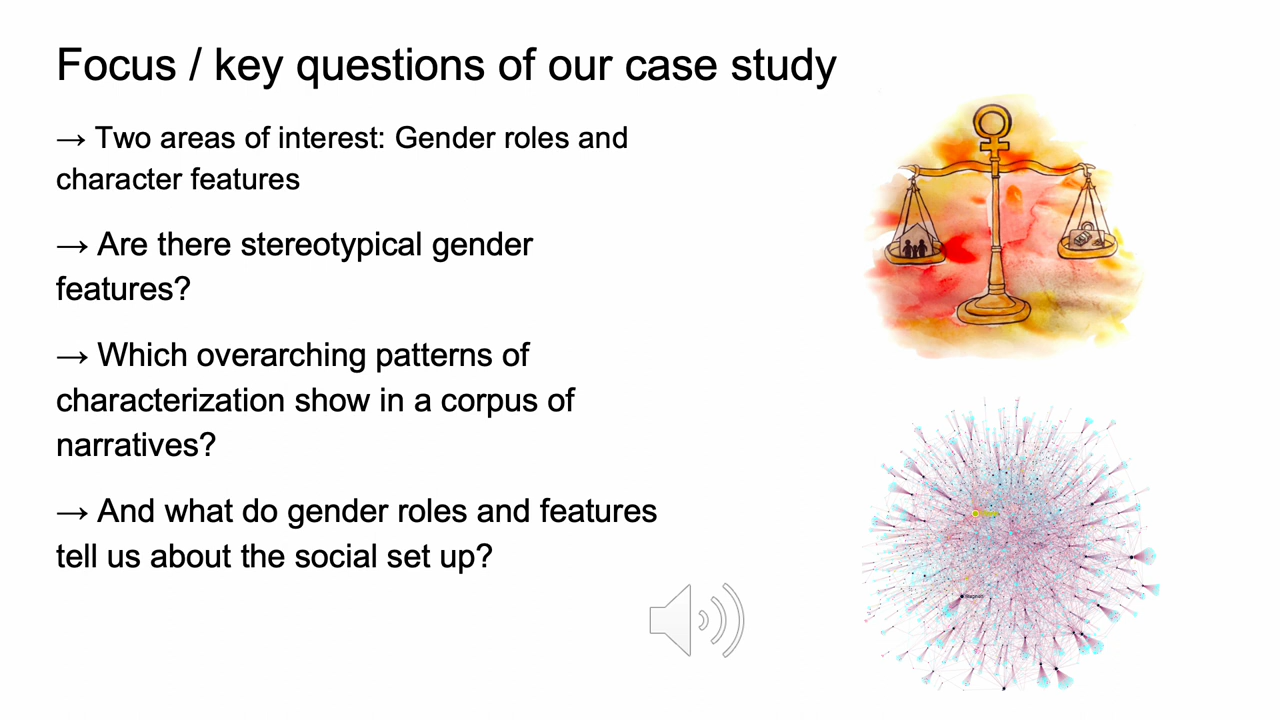 Focus / key questions of our case study
→ Two areas of interest: Gender roles and
character features
→ Are there stereotypical gender
features?
→ Which overarching patterns of
characterization show in a corpus of
narratives?
→ And what do gender roles and features
tell us about the social set up?